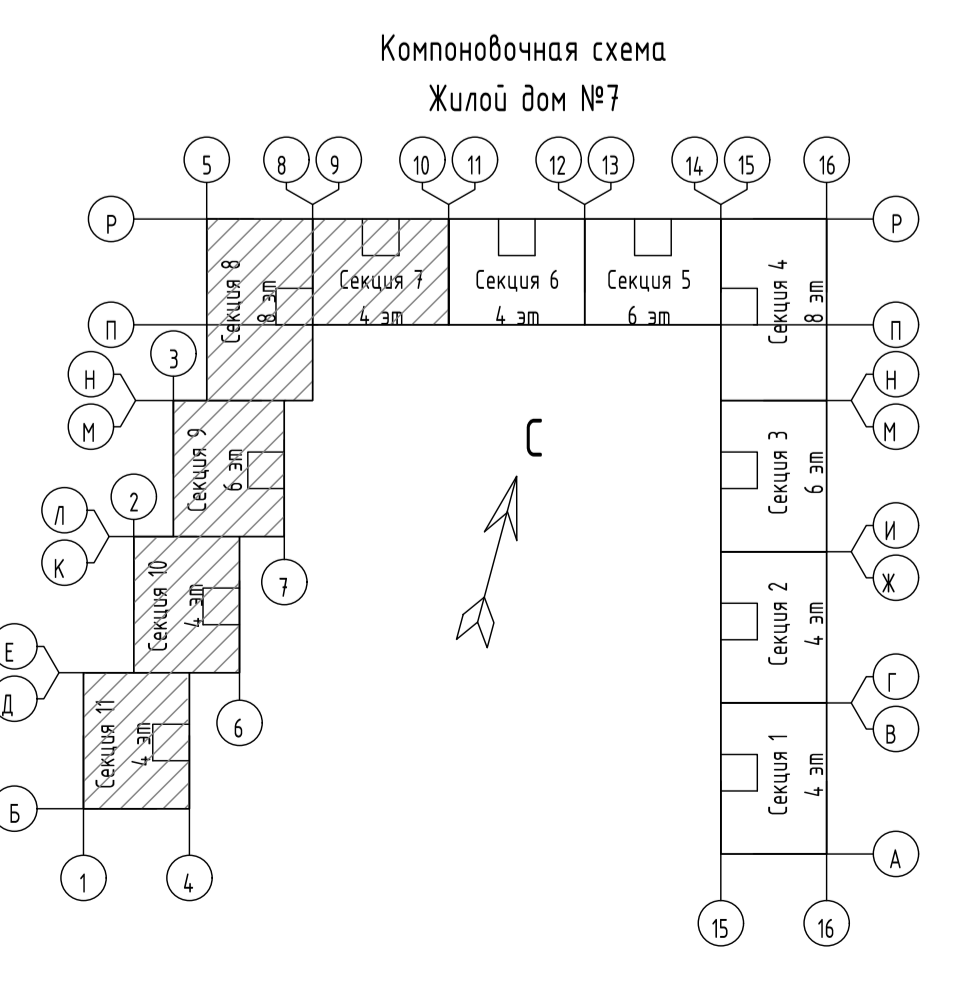 Компоновочная схема
Жилой дом №7
5 8 9 10 11 12 13 14 15 16
Р Р
Секция 8
8 эт
Секция 7
4 эт
Секция 6
4 эт
Секция 5
6 эт
Секция 4
8 эт
П П
3
Н Н
М М
С
Секция 9
6 эт
Секция 3
6 эт
2
Л И
К Ж
7
Секция 10
4 эт
Секция 2
4 эт
Е Г
Д В
6
Секция 11
4 эт
Секция 1
4 эт
Б
А
1 4
15 16